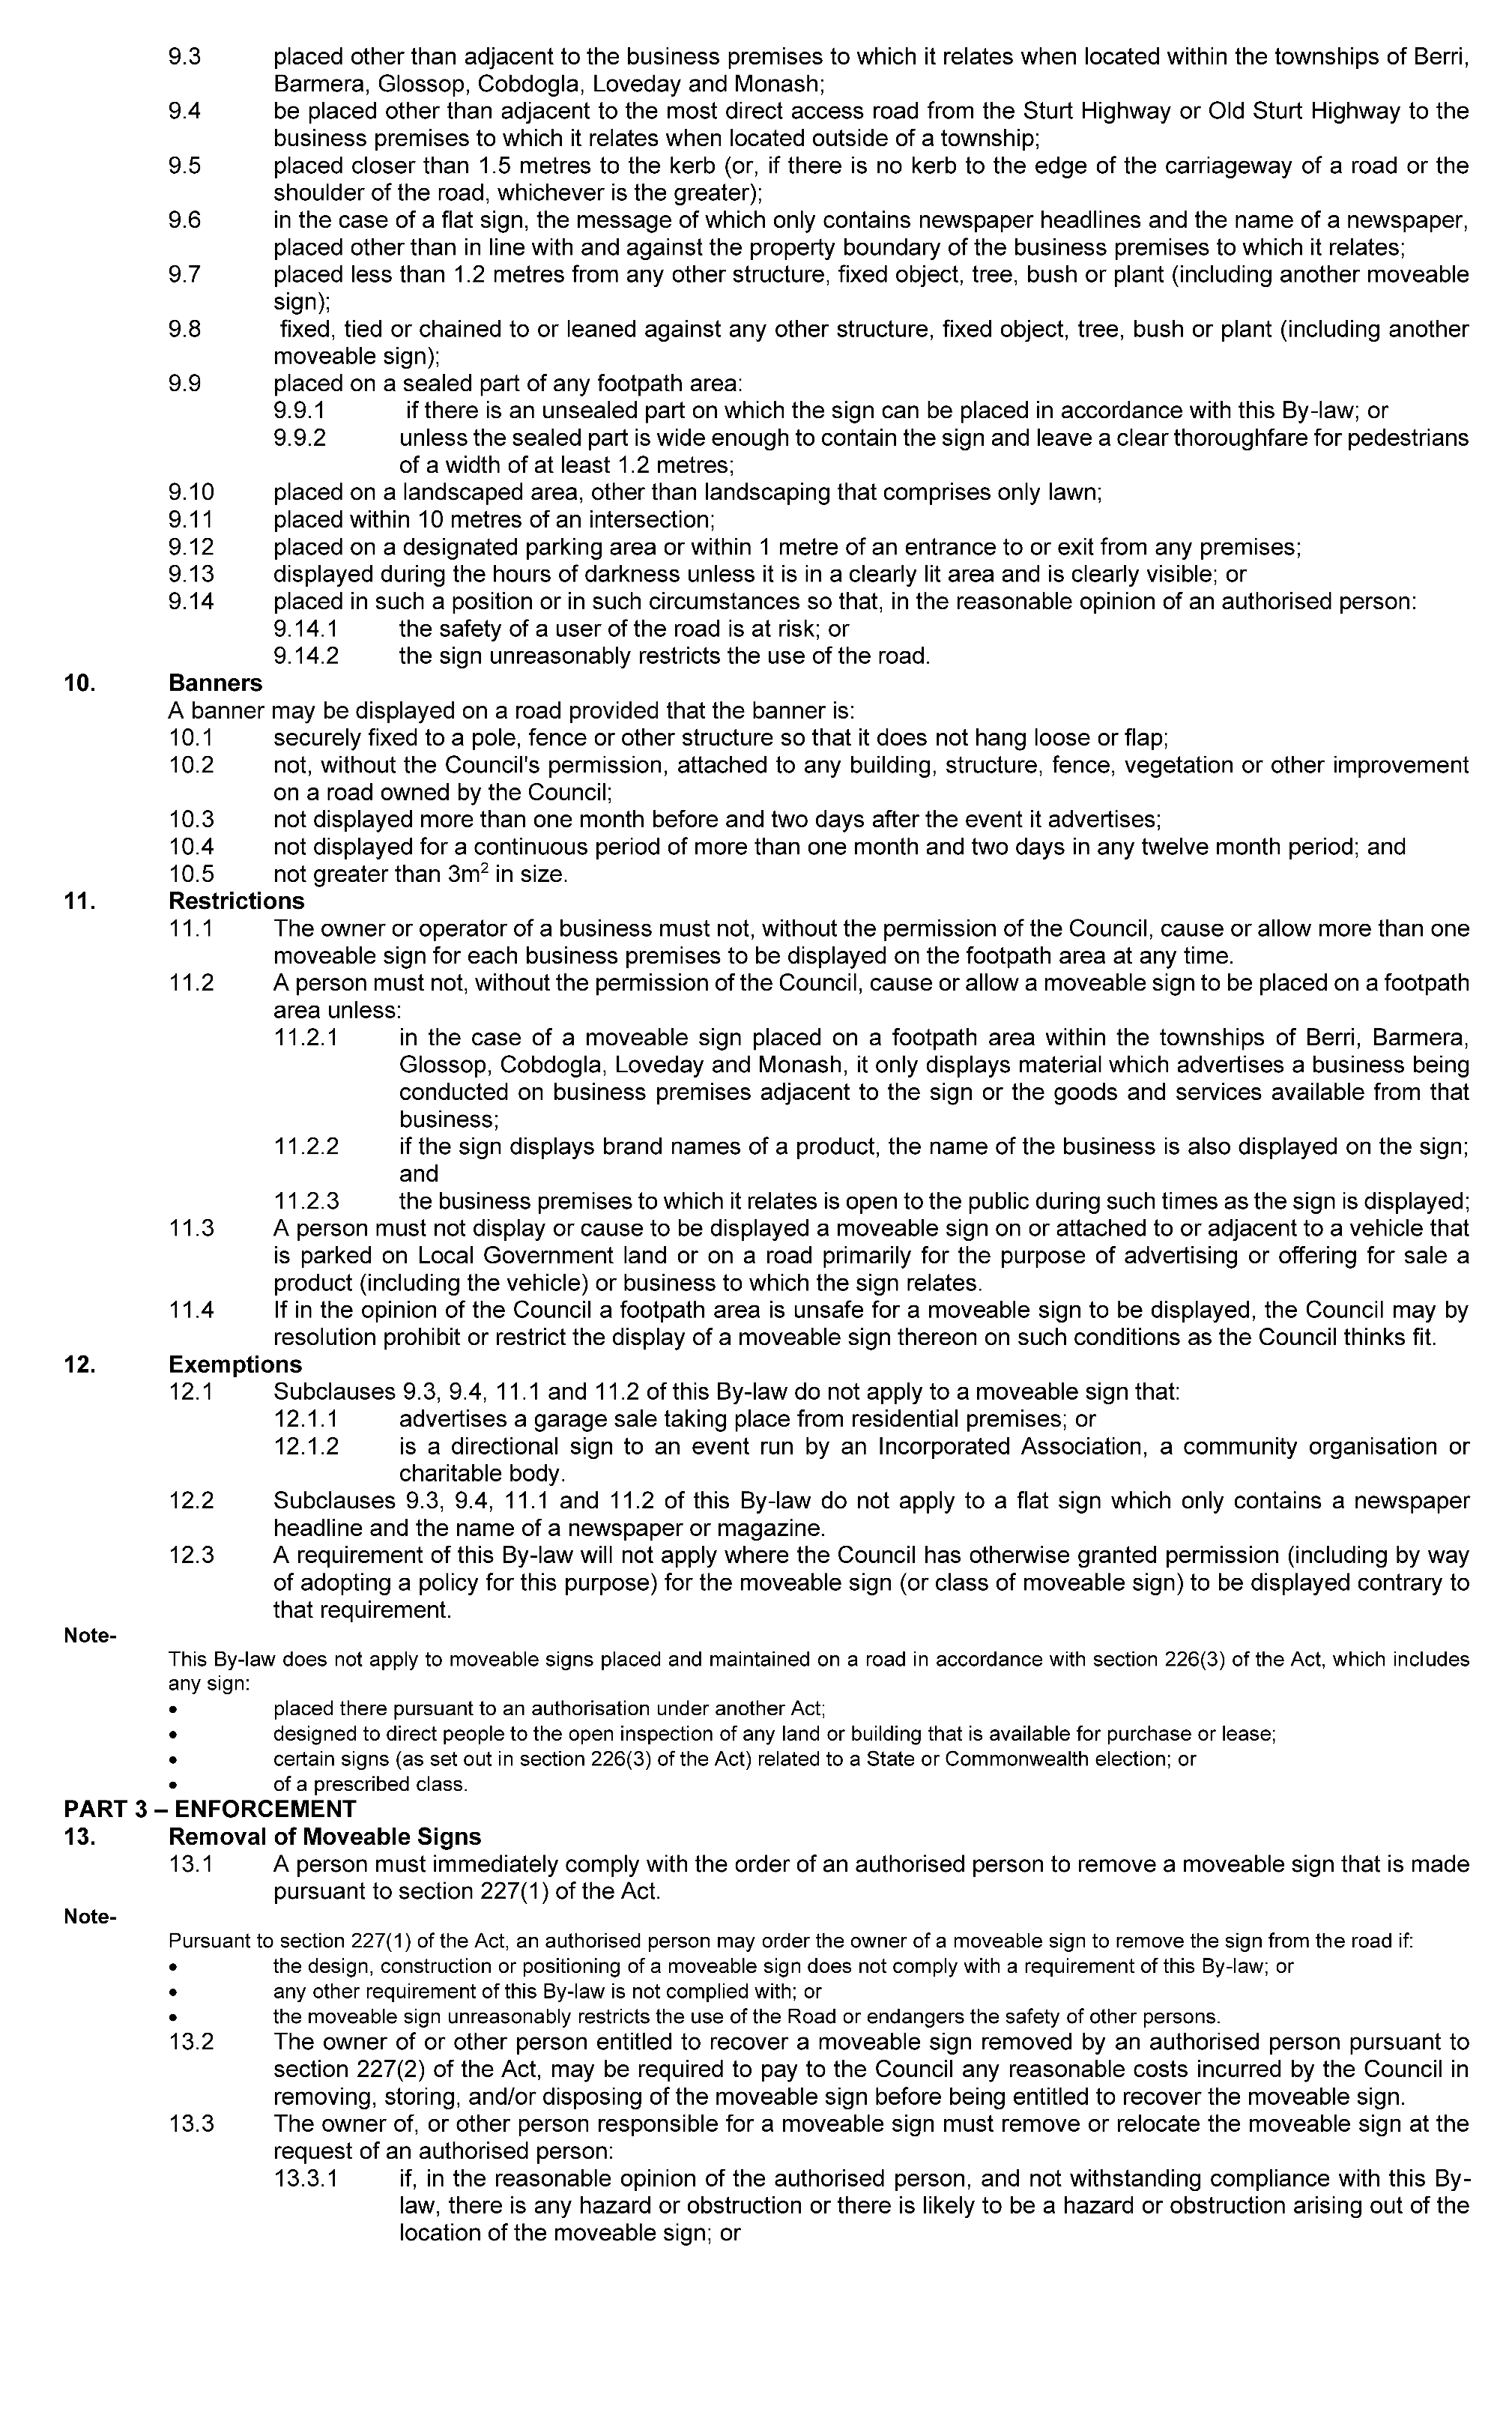 9.3 placed other than adjacent to the business premises to which it relates when located within the townships of Berri,
Barmera, Glossop, Cobdogla, Loveday and Monash;
9.4 be placed other than adjacent to the most direct access road from the Sturt Highway or Old Sturt Highway to the
business premises to which it relates when located outside of a township;
9.5 placed closer than 1.5 metres to the kerb (or, if there is no kerb to the edge of the carriageway of a road or the
shoulder of the road, whichever is the greater);
9.6 in the case of a flat sign, the message of which only contains newspaper headlines and the name of a newspaper,
placed other than in line with and against the property boundary of the business premises to which it relates;
9.7 placed less than 1.2 metres from any other structure, fixed object, tree, bush or plant (including another moveable
sign);
9.8 fixed, tied or chained to or leaned against any other structure, fixed object, tree, bush or plant (including another
moveable sign);
9.9 placed on a sealed part of any footpath area:
9.9.1 if there is an unsealed part on which the sign can be placed in accordance with this By-law; or
9.9.2 unless the sealed part is wide enough to contain the sign and leave a clear thoroughfare for pedestrians
of a width of at least 1.2 metres;
9.10 placed on a landscaped area, other than landscaping that comprises only lawn;
9.11 placed within 10 metres of an intersection;
9.12 placed on a designated parking area or within 1 metre of an entrance to or exit from any premises;
9.13 displayed during the hours of darkness unless it is in a clearly lit area and is clearly visible; or
9.14 placed in such a position or in such circumstances so that, in the reasonable opinion of an authorised person:
9.14.1 the safety of a user of the road is at risk; or
9.14.2 the sign unreasonably restricts the use of the road.
10. Banners
A banner may be displayed on a road provided that the banner is:
10.1 securely fixed to a pole, fence or other structure so that it does not hang loose or flap;
10.2 not, without the Council's permission, attached to any building, structure, fence, vegetation or other improvement
on a road owned by the Council;
10.3 not displayed more than one month before and two days after the event it advertises;
10.4 not displayed for a continuous period of more than one month and two days in any twelve month period; and
10.5 not greater than 3m² in size.
11. Restrictions
11.1 The owner or operator of a business must not, without the permission of the Council, cause or allow more than one
moveable sign for each business premises to be displayed on the footpath area at any time.
11.2 A person must not, without the permission of the Council, cause or allow a moveable sign to be placed on a footpath
area unless:
11.2.1 in the case of a moveable sign placed on a footpath area within the townships of Berri, Barmera,
Glossop, Cobdogla, Loveday and Monash, it only displays material which advertises a business being
conducted on business premises adjacent to the sign or the goods and services available from that
business;
11.2.2 if the sign displays brand names of a product, the name of the business is also displayed on the sign;
and
11.2.3 the business premises to which it relates is open to the public during such times as the sign is displayed;
11.3 A person must not display or cause to be displayed a moveable sign on or attached to or adjacent to a vehicle that
is parked on Local Government land or on a road primarily for the purpose of advertising or offering for sale a
product (including the vehicle) or business to which the sign relates.
11.4 If in the opinion of the Council a footpath area is unsafe for a moveable sign to be displayed, the Council may by
resolution prohibit or restrict the display of a moveable sign thereon on such conditions as the Council thinks fit.
12. Exemptions
12.1 Subclauses 9.3, 9.4, 11.1 and 11.2 of this By-law do not apply to a moveable sign that:
12.1.1 advertises a garage sale taking place from residential premises; or
12.1.2 is a directional sign to an event run by an Incorporated Association, a community organisation or
charitable body.
12.2 Subclauses 9.3, 9.4, 11.1 and 11.2 of this By-law do not apply to a flat sign which only contains a newspaper
headline and the name of a newspaper or magazine.
12.3 A requirement of this By-law will not apply where the Council has otherwise granted permission (including by way
of adopting a policy for this purpose) for the moveable sign (or class of moveable sign) to be displayed contrary to
that requirement.
Note-
This By-law does not apply to moveable signs placed and maintained on a road in accordance with section 226(3) of the Act, which includes
any sign:
• placed there pursuant to an authorisation under another Act;
• designed to direct people to the open inspection of any land or building that is available for purchase or lease;
• certain signs (as set out in section 226(3) of the Act) related to a State or Commonwealth election; or
• of a prescribed class.
PART 3 – ENFORCEMENT
13. Removal of Moveable Signs
13.1 A person must immediately comply with the order of an authorised person to remove a moveable sign that is made
pursuant to section 227(1) of the Act.
Note-
Pursuant to section 227(1) of the Act, an authorised person may order the owner of a moveable sign to remove the sign from the road if:
• the design, construction or positioning of a moveable sign does not comply with a requirement of this By-law; or
• any other requirement of this By-law is not complied with; or
• the moveable sign unreasonably restricts the use of the Road or endangers the safety of other persons.
13.2 The owner of or other person entitled to recover a moveable sign removed by an authorised person pursuant to
section 227(2) of the Act, may be required to pay to the Council any reasonable costs incurred by the Council in
removing, storing, and/or disposing of the moveable sign before being entitled to recover the moveable sign.
13.3 The owner of, or other person responsible for a moveable sign must remove or relocate the moveable sign at the
request of an authorised person:
13.3.1 if, in the reasonable opinion of the authorised person, and not withstanding compliance with this By-
law, there is any hazard or obstruction or there is likely to be a hazard or obstruction arising out of the
location of the moveable sign; or